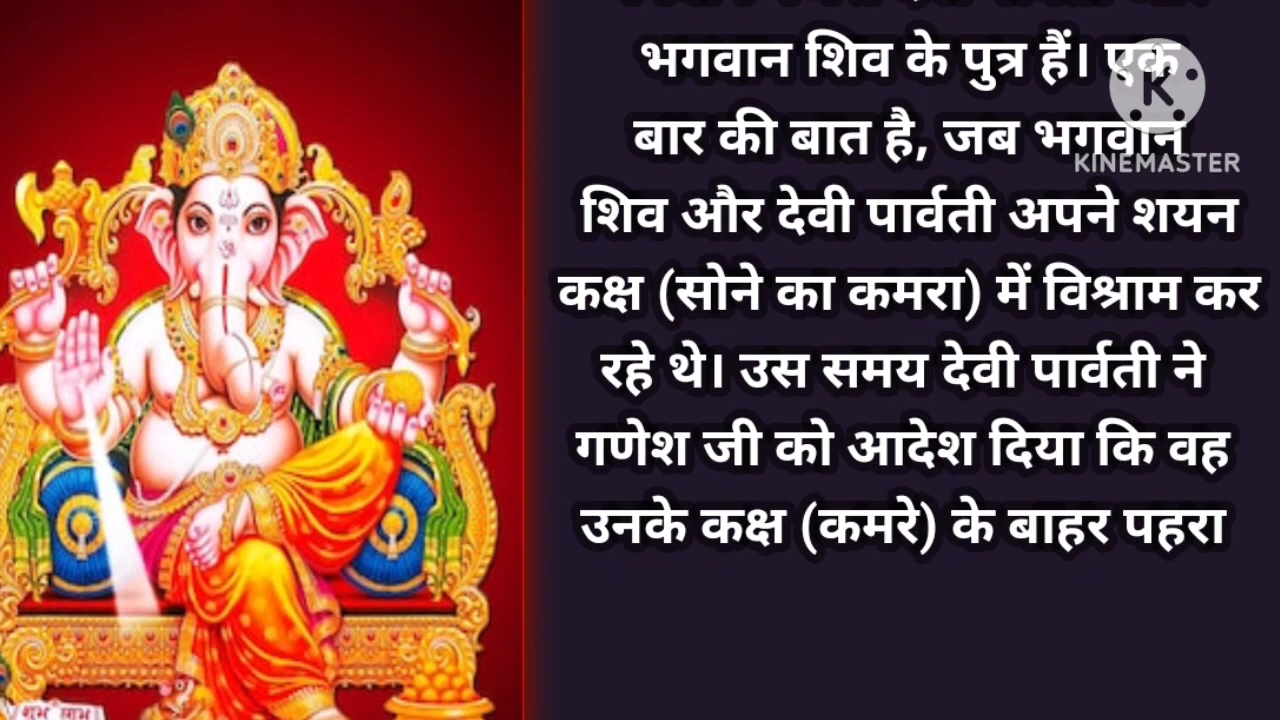 भगवान शिव के पुत्र हैं। एक
बार की बात है, जब भगवान
शिव और देवी पार्वती अपने शयन
कक्ष (सोने का कमरा) में विश्राम कर
रहे थे। उस समय देवी पार्वती ने
गणेश जी को आदेश दिया कि वह
उनके कक्ष (कमरे) के बाहर पहरा
K
KINEMASTER
शुभ लाभ